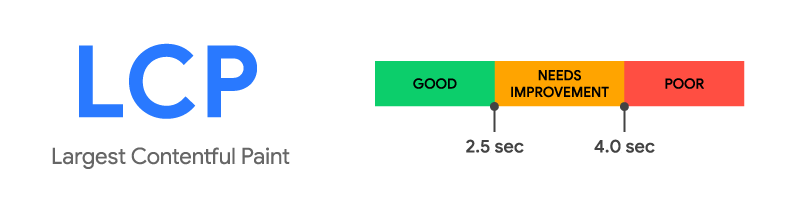 LCP
Largest Contentful Paint
GOOD
NEEDS
IMPROVEMENT
POOR
2.5 sec
4.0 sec